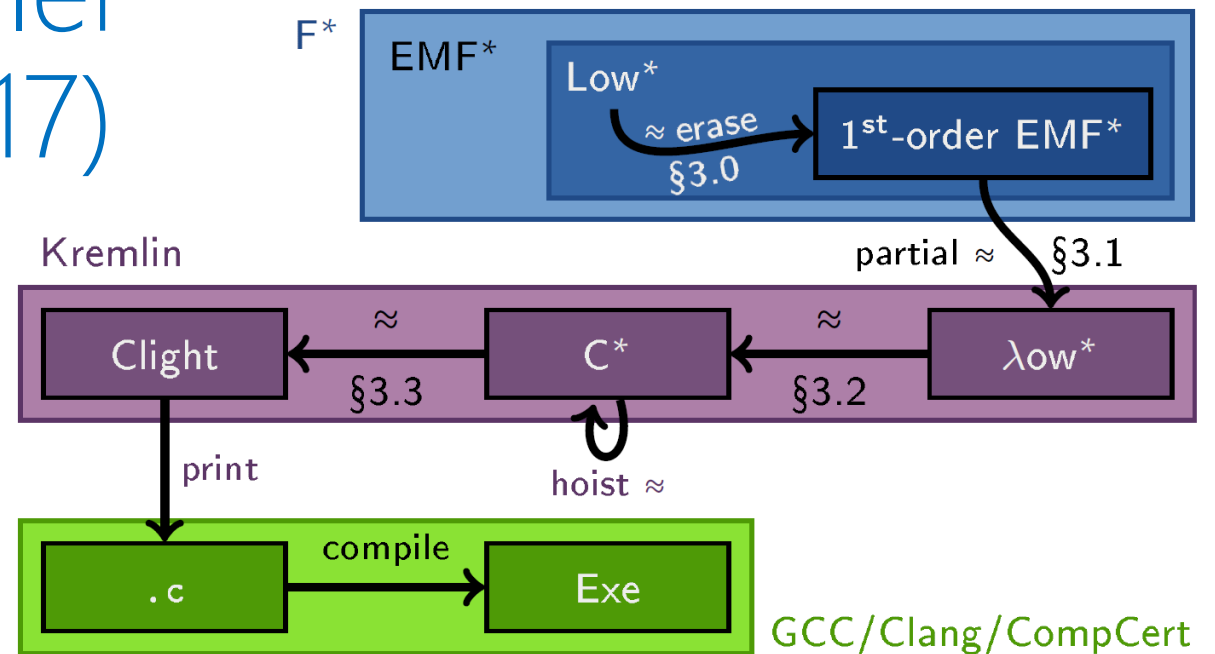 17)
F*
EMF*
Low*
≈ erase
§3.0
1st-order EMF*
partial ≈
§3.1
Kremlin
Clight
≈
§3.3
C*
≈
§3.2
λow*
hoist ≈
print
.c
compile
Exe
GCC/Clang/CompCert